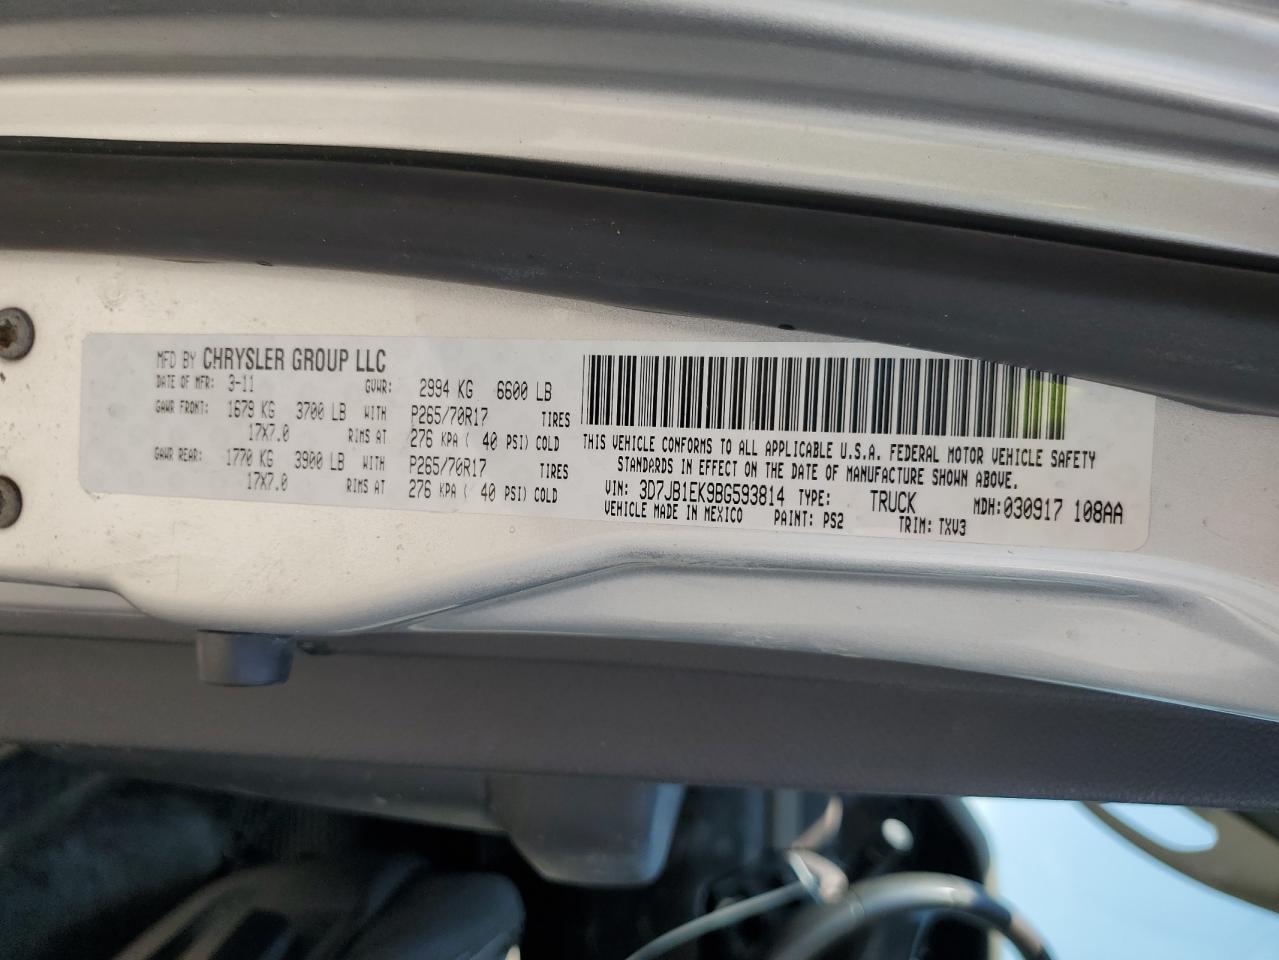 MFD BY CHRYSLER GROUP LLC
DATE OF MFR: 3-11 GVWR: 2994 KG 6600 LB
GAWR FRONT: 1679 KG 3700 LB WITH P265/70R17 TIRES
17X7.0 RIMS AT 276 KPA ( 40 PSI) COLD
GAWR REAR: 1770 KG 3900 LB WITH P265/70R17 TIRES
17X7.0 RIMS AT 276 KPA ( 40 PSI) COLD
THIS VEHICLE CONFORMS TO ALL APPLICABLE U.S.A. FEDERAL MOTOR VEHICLE SAFETY
STANDARDS IN EFFECT ON THE DATE OF MANUFACTURE SHOWN ABOVE.
VIN: 3D7JB1EK9BG593814 TYPE: TRUCK MDH:030917 108AA
VEHICLE MADE IN MEXICO PAINT: PS2 TRIM: TXV3